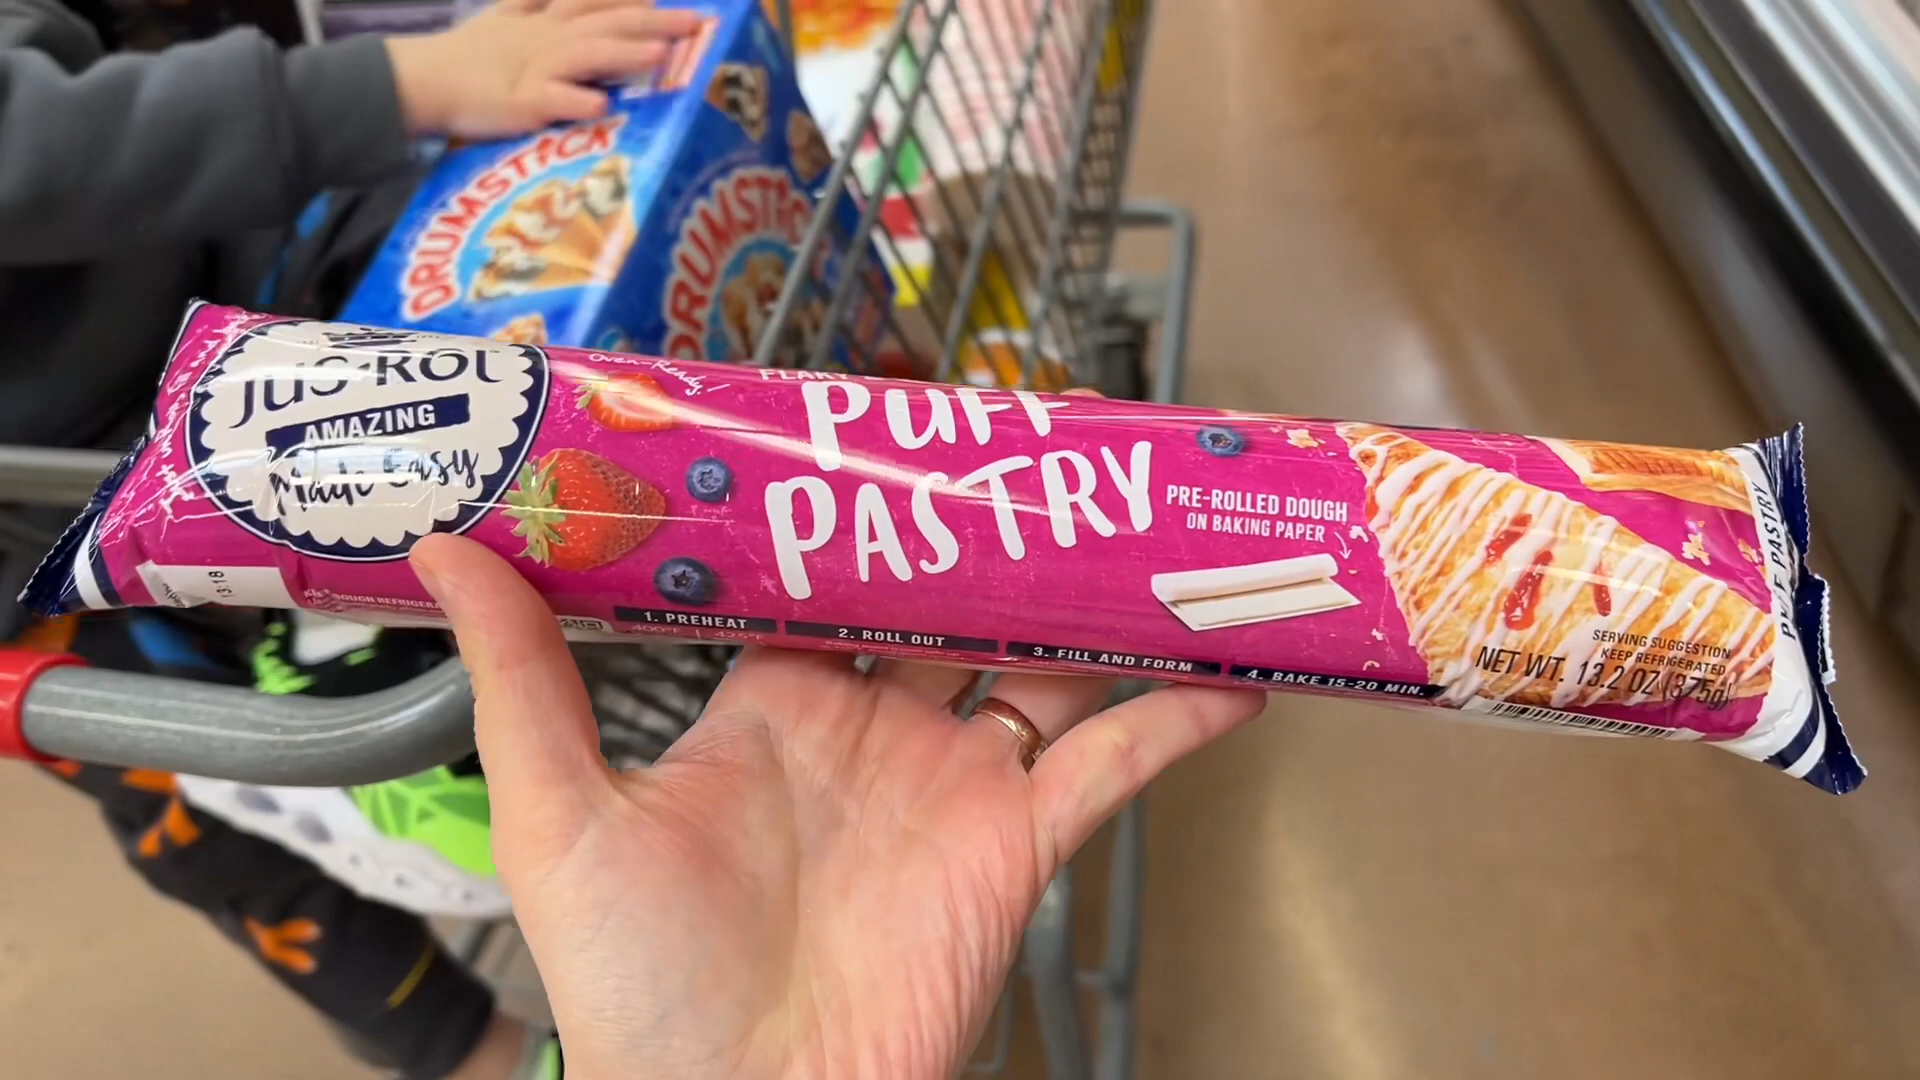 DRUMSTICK
DRUMSTICK
JUS-ROL
AMAZING
Made Easy
Oven-Ready!
FLAKY
PUFF
PASTRY
PRE-ROLLED DOUGH
ON BAKING PAPER
1. PREHEAT
400°F | 425°F
2. ROLL OUT
3. FILL AND FORM
4. BAKE 15-20 MIN.
SERVING SUGGESTION
KEEP REFRIGERATED
NET WT. 13.2 OZ (375g)
PUFF PASTRY
13:18